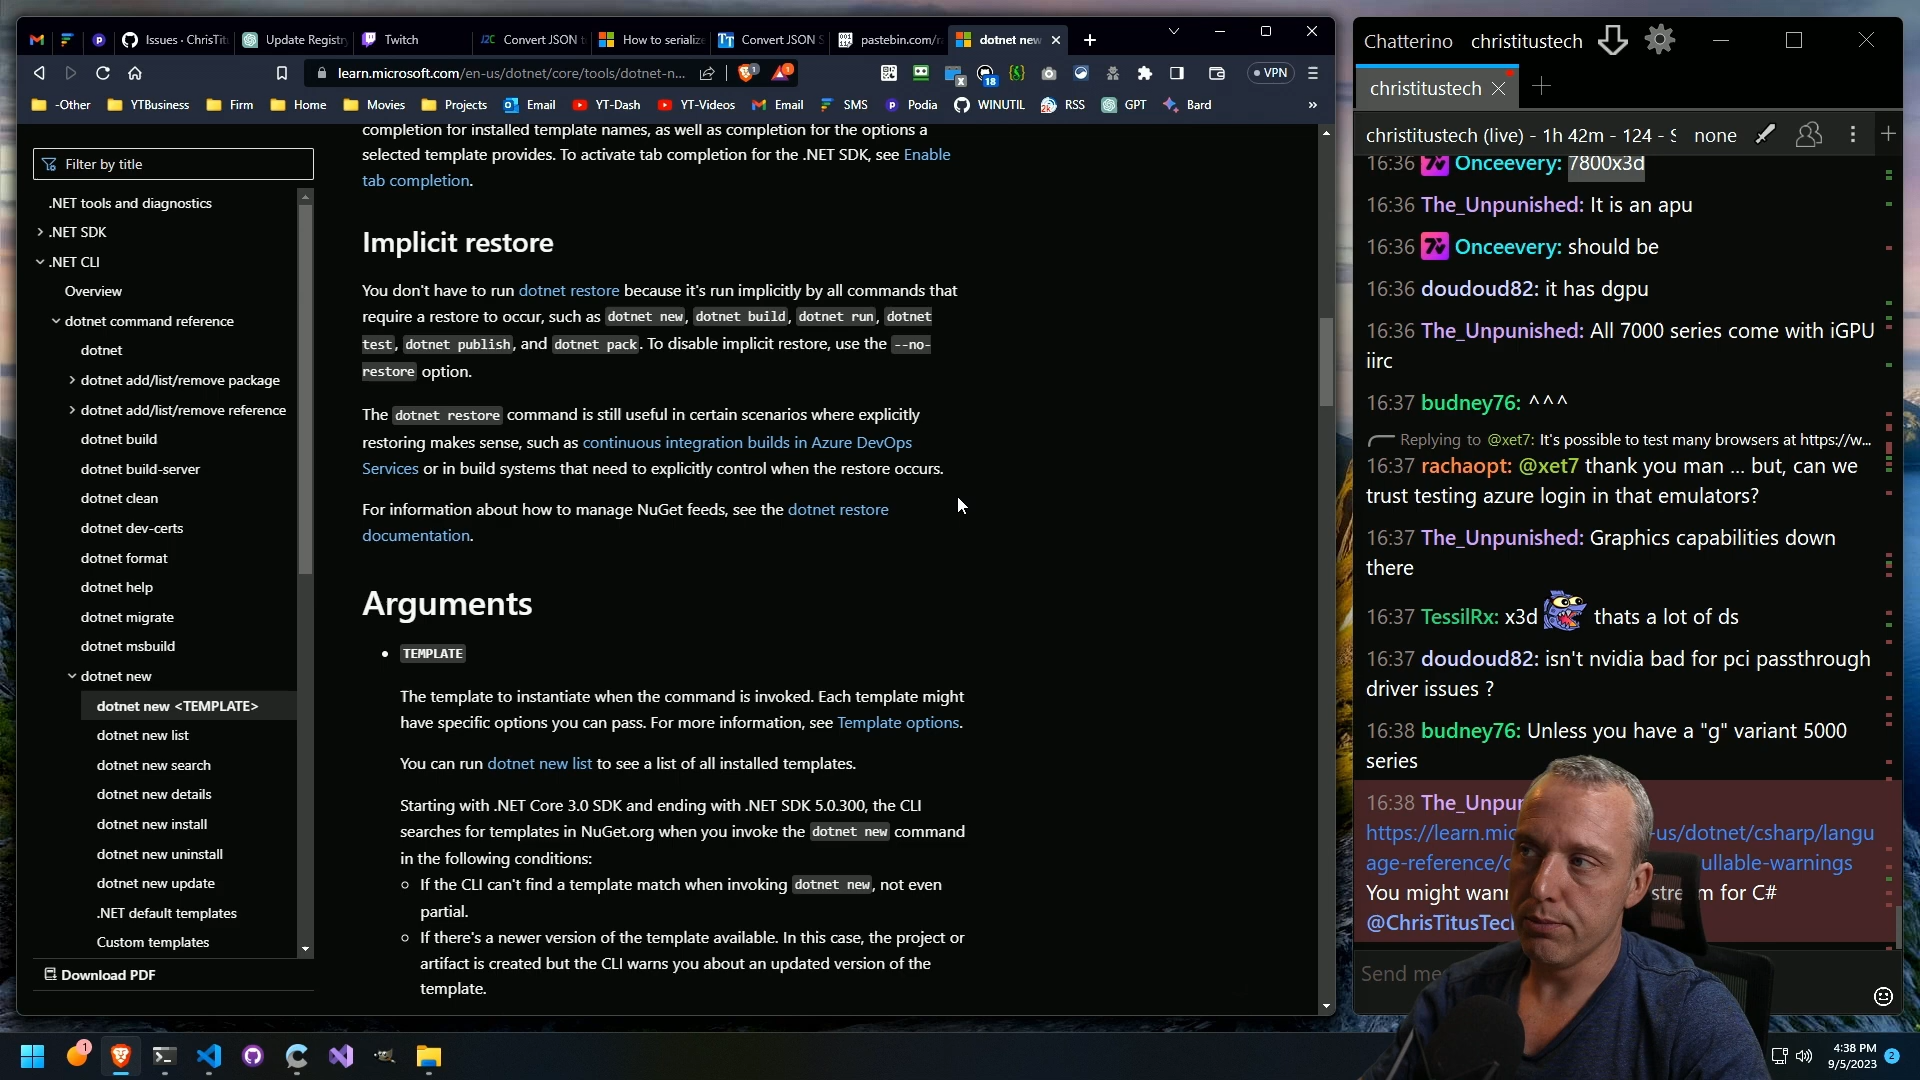 Issues · ChrisTit
Update Registry
Twitch
Convert JSON t
How to serialize
Convert JSON S
pastebin.com/r
dotnet new
learn.microsoft.com/en-us/dotnet/core/tools/dotnet-n...
18
VPN
-Other
YTBusiness
Firm
Home
Movies
Projects
Email
YT-Dash
YT-Videos
Email
SMS
Podia
WINUTIL
RSS
GPT
Bard
»
Filter by title
.NET tools and diagnostics
.NET SDK
.NET CLI
Overview
dotnet command reference
dotnet
dotnet add/list/remove package
dotnet add/list/remove reference
dotnet build
dotnet build-server
dotnet clean
dotnet dev-certs
dotnet format
dotnet help
dotnet migrate
dotnet msbuild
dotnet new
dotnet new <TEMPLATE>
dotnet new list
dotnet new search
dotnet new details
dotnet new install
dotnet new uninstall
dotnet new update
.NET default templates
Custom templates
Download PDF
completion for installed template names, as well as completion for the options a
selected template provides. To activate tab completion for the .NET SDK, see Enable
tab completion.
Implicit restore
You don't have to run dotnet restore because it's run implicitly by all commands that
require a restore to occur, such as dotnet new, dotnet build, dotnet run, dotnet
test, dotnet publish, and dotnet pack. To disable implicit restore, use the --no-
restore option.
The dotnet restore command is still useful in certain scenarios where explicitly
restoring makes sense, such as continuous integration builds in Azure DevOps
Services or in build systems that need to explicitly control when the restore occurs.
For information about how to manage NuGet feeds, see the dotnet restore
documentation.
Arguments
• TEMPLATE
The template to instantiate when the command is invoked. Each template might
have specific options you can pass. For more information, see Template options.
You can run dotnet new list to see a list of all installed templates.
Starting with .NET Core 3.0 SDK and ending with .NET SDK 5.0.300, the CLI
searches for templates in NuGet.org when you invoke the dotnet new command
in the following conditions:
○ If the CLI can't find a template match when invoking dotnet new, not even
partial.
○ If there's a newer version of the template available. In this case, the project or
artifact is created but the CLI warns you about an updated version of the
template.
Chatterino christitustech
christitustech
christitustech (live) - 1h 42m - 124 - S none
16:36 Onceevery: 7800x3d
16:36 The_Unpunished: It is an apu
16:36 Onceevery: should be
16:36 doudoud82: it has dgpu
16:36 The_Unpunished: All 7000 series come with iGPU
iirc
16:37 budney76: ^^^
Replying to @xet7: It's possible to test many browsers at https://w...
16:37 rachaopt: @xet7 thank you man ... but, can we
trust testing azure login in that emulators?
16:37 The_Unpunished: Graphics capabilities down
there
16:37 TessilRx: x3d thats a lot of ds
16:37 doudoud82: isn't nvidia bad for pci passthrough
driver issues ?
16:38 budney76: Unless you have a "g" variant 5000
series
16:38 The_Unpu
https://learn.mic -us/dotnet/csharp/langu
age-reference/c ullable-warnings
You might wan stream for C#
@ChrisTitusTec
Send me
1
4:38 PM
9/5/2023
2